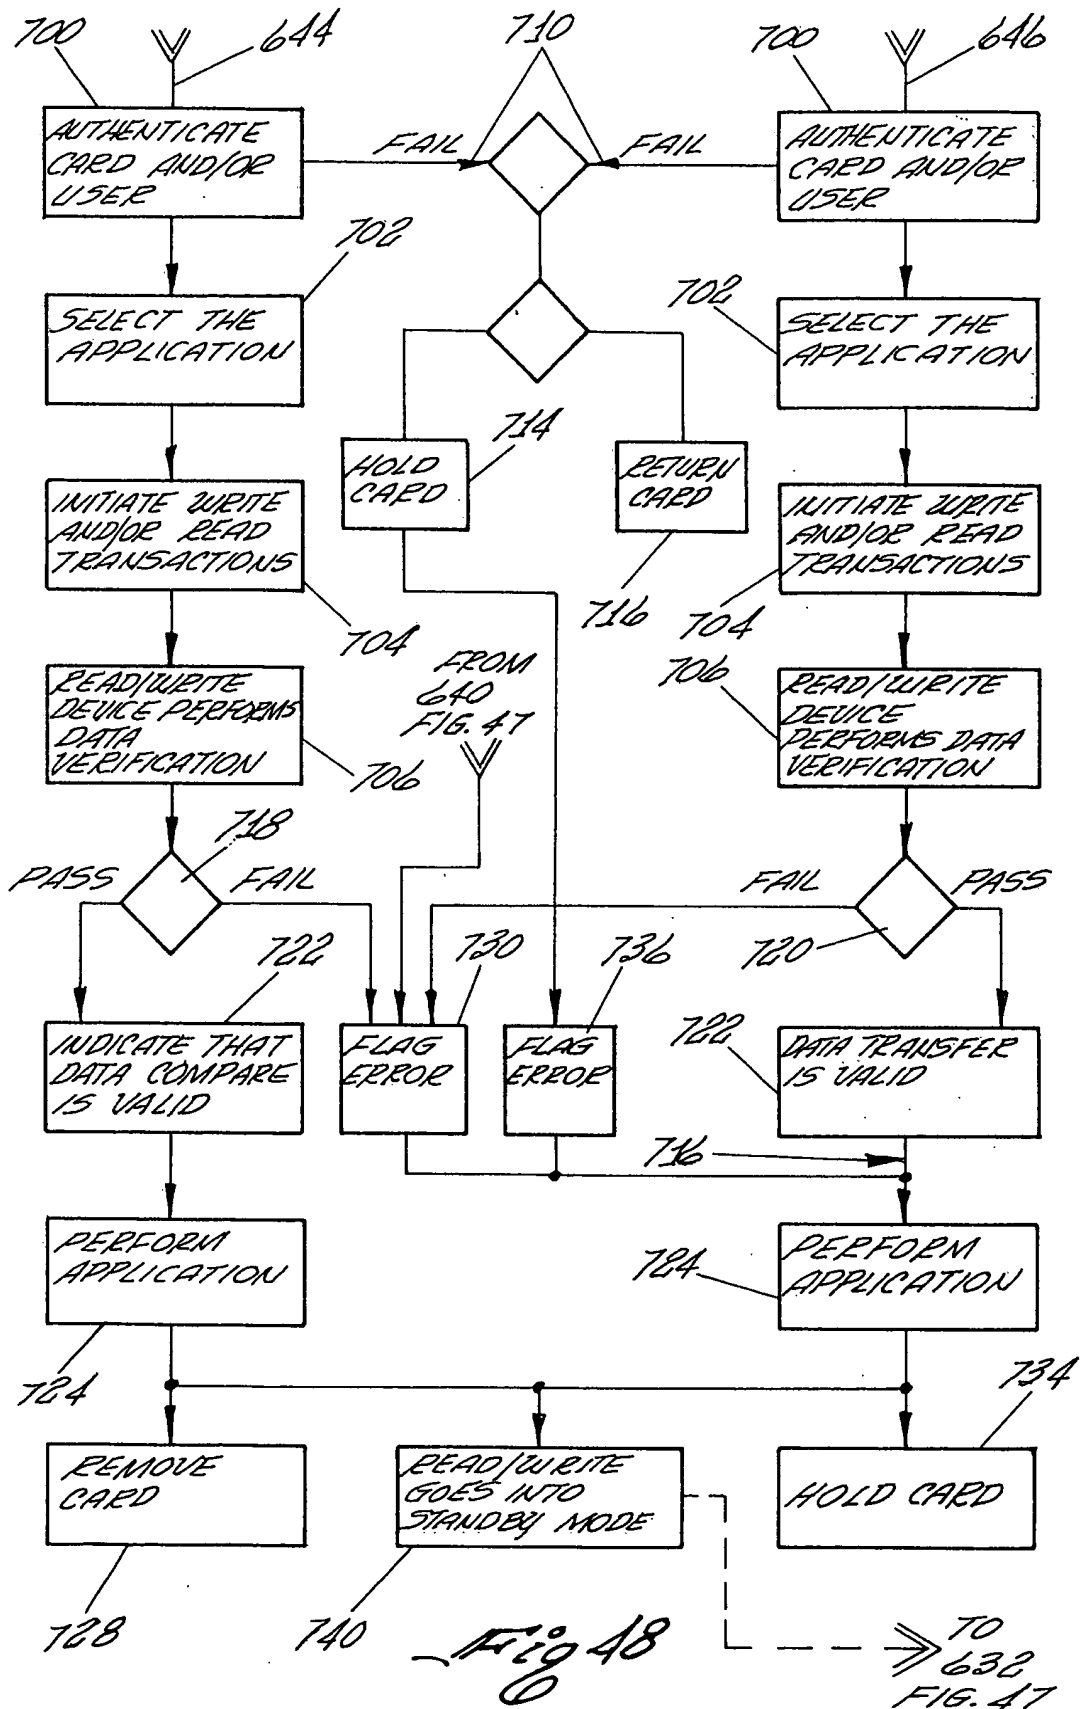 700
644
710
700
646
AUTHENTICATE
CARD AND/OR
USER
FAIL
FAIL
AUTHENTICATE
CARD AND/OR
USER
702
702
SELECT THE
APPLICATION
SELECT THE
APPLICATION
714
HOLD
CARD
RETURN
CARD
716
INITIATE WRITE
AND/OR READ
TRANSACTIONS
INITIATE WRITE
AND/OR READ
TRANSACTIONS
704
704
FROM
640
FIG. 47
706
READ/WRITE
DEVICE PERFORMS
DATA
VERIFICATION
706
READ/WRITE
DEVICE
PERFORMS DATA
VERIFICATION
718
PASS
FAIL
FAIL
PASS
720
722
730
736
722
INDICATE THAT
DATA COMPARE
IS VALID
FLAG
ERROR
FLAG
ERROR
DATA TRANSFER
IS VALID
716
PERFORM
APPLICATION
724
PERFORM
APPLICATION
724
734
REMOVE
CARD
READ/WRITE
GOES INTO
STANDBY MODE
HOLD CARD
728
740
Fig 48
TO
632
FIG. 47